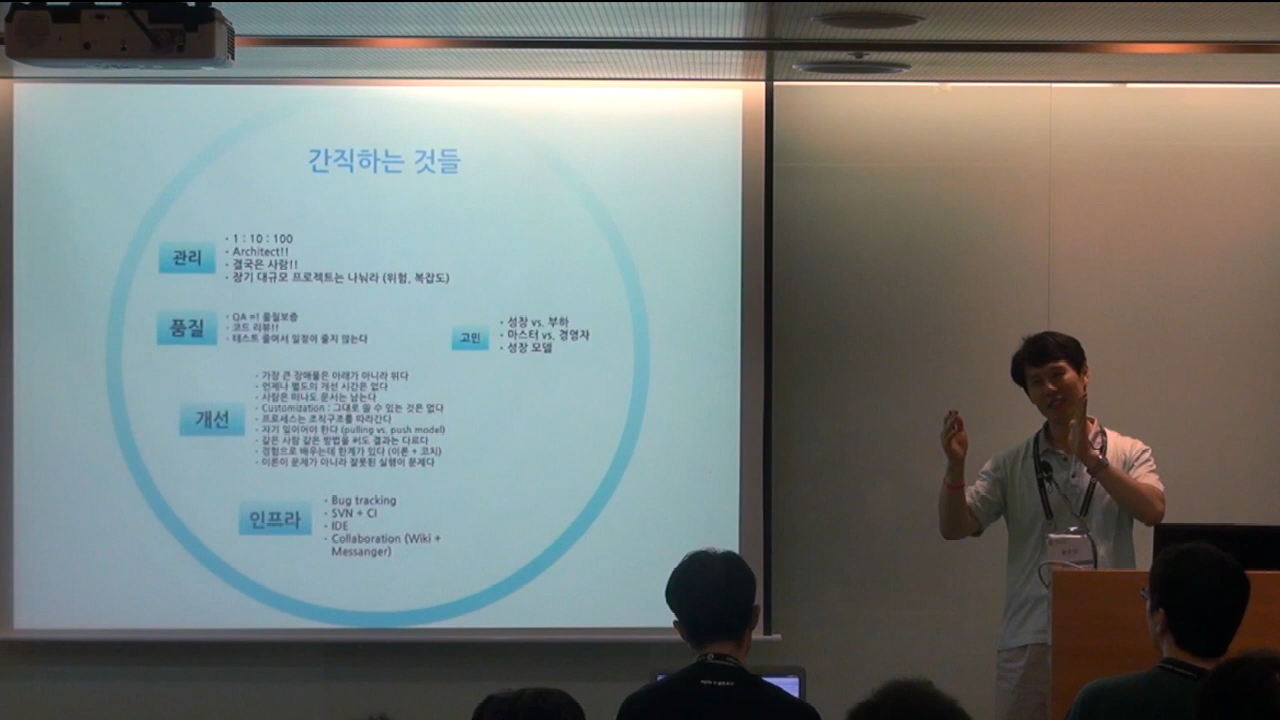 간직하는 것들
관리
· 1 : 10 : 100
· Architect!!
· 결국은 사람!!
· 장기 대규모 프로젝트는 나눠라 (위험, 복잡도)
품질
· QA =! 품질보증
· 코드 리뷰!!
· 테스트 줄여서 일정이 줄지 않는다
고민
· 성장 vs. 부하
· 마스터 vs. 경영자
· 성장 모델
개선
· 가장 큰 장애물은 아래가 아니라 위다
· 언제나 별도의 개선 시간은 없다
· 사람은 떠나도 문서는 남는다
· Customization : 그대로 쓸 수 있는 것은 없다
· 프로세스는 조직구조를 따라간다
· 자기 일이어야 한다 (pulling vs. push model)
· 같은 사람 같은 방법을 써도 결과는 다르다
· 경험으로 배우는데 한계가 있다 (이론 + 코치)
· 이론이 문제가 아니라 잘못된 실행이 문제다
인프라
· Bug tracking
· SVN + CI
· IDE
· Collaboration (Wiki +
Messanger)